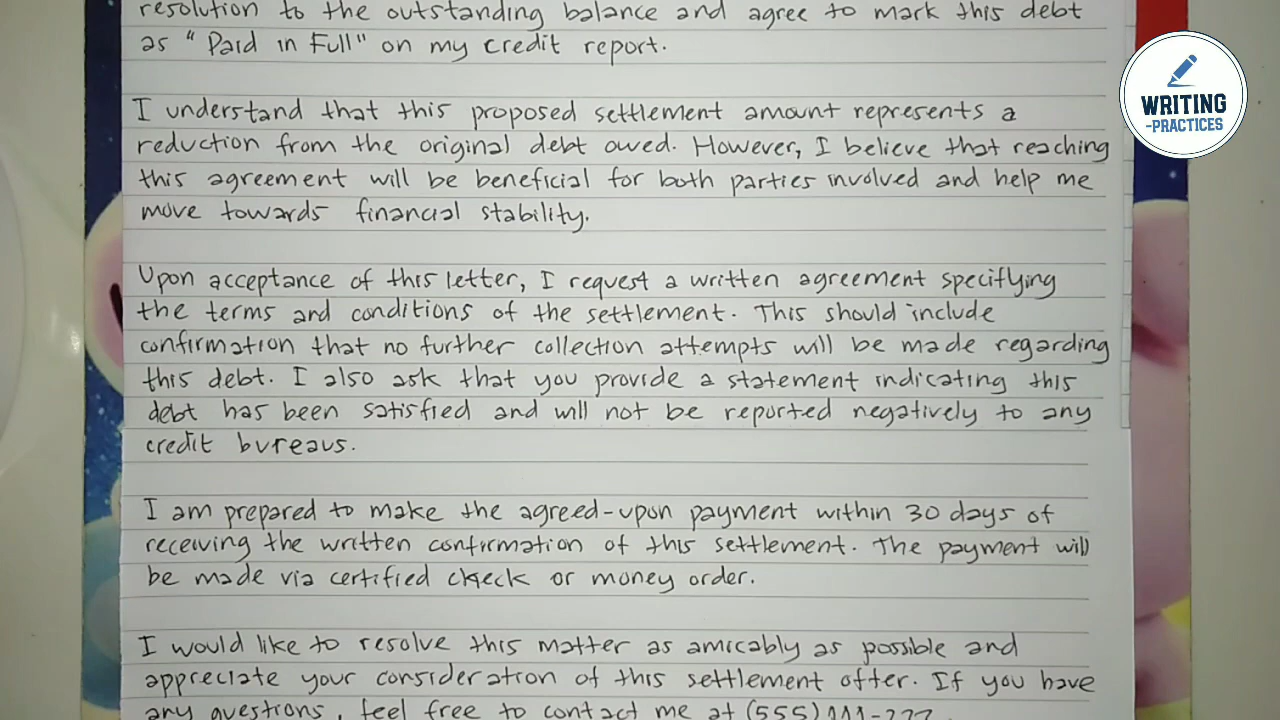 resolution to the outstanding balance and agree to mark this debt
as "Paid in Full" on my credit report.
I understand that this proposed settlement amount represents a
reduction from the original debt owed. However, I believe that reaching
this agreement will be beneficial for both parties involved and help me
move towards financial stability.
Upon acceptance of this letter, I request a written agreement specifying
the terms and conditions of the settlement. This should include
confirmation that no further collection attempts will be made regarding
this debt. I also ask that you provide a statement indicating this
debt has been satisfied and will not be reported negatively to any
credit bureaus.
I am prepared to make the agreed-upon payment within 30 days of
receiving the written confirmation of this settlement. The payment will
be made via certified check or money order.
I would like to resolve this matter as amicably as possible and
appreciate your consideration of this settlement offer. If you have
any questions, feel free to contact me at (555)
WRITING
-PRACTICES